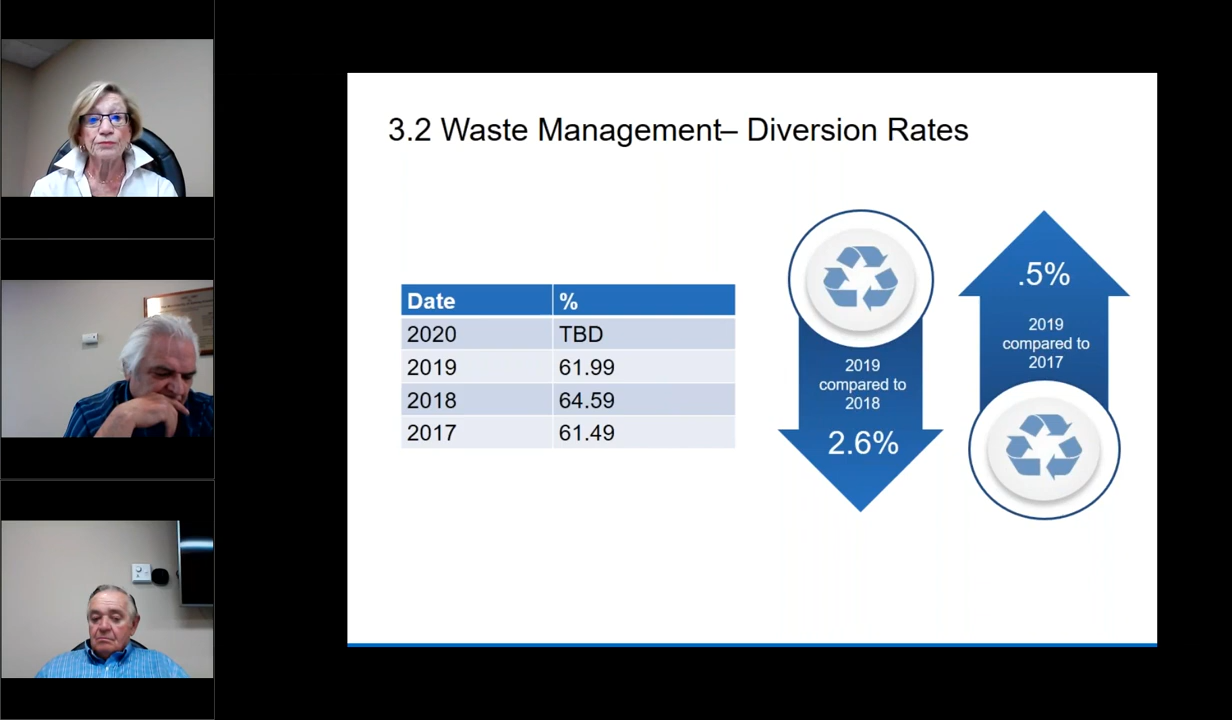 3.2 Waste Management– Diversion Rates
Date %
2020 TBD
2019 61.99
2018 64.59
2017 61.49
2019
compared to
2018
2.6%
.5%
2019
compared to
2017